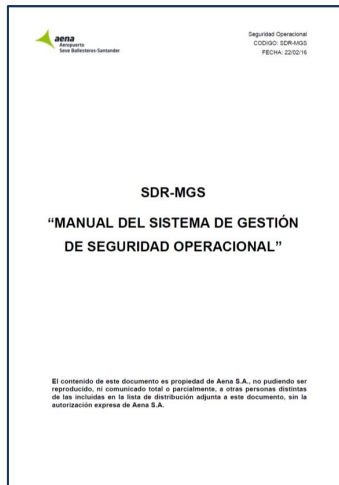 aena
Aeropuerto
Seve Ballesteros-Santander
Seguridad Operacional
CODIGO: SDR-MGS
FECHA: 22/02/16
SDR-MGS
“MANUAL DEL SISTEMA DE GESTIÓN
DE SEGURIDAD OPERACIONAL”
El contenido de este documento es propiedad de Aena S.A., no pudiendo ser
reproducido, ni comunicado total o parcialmente, a otras personas distintas
de las incluidas en la lista de distribución adjunta a este documento, sin la
autorización expresa de Aena S.A.